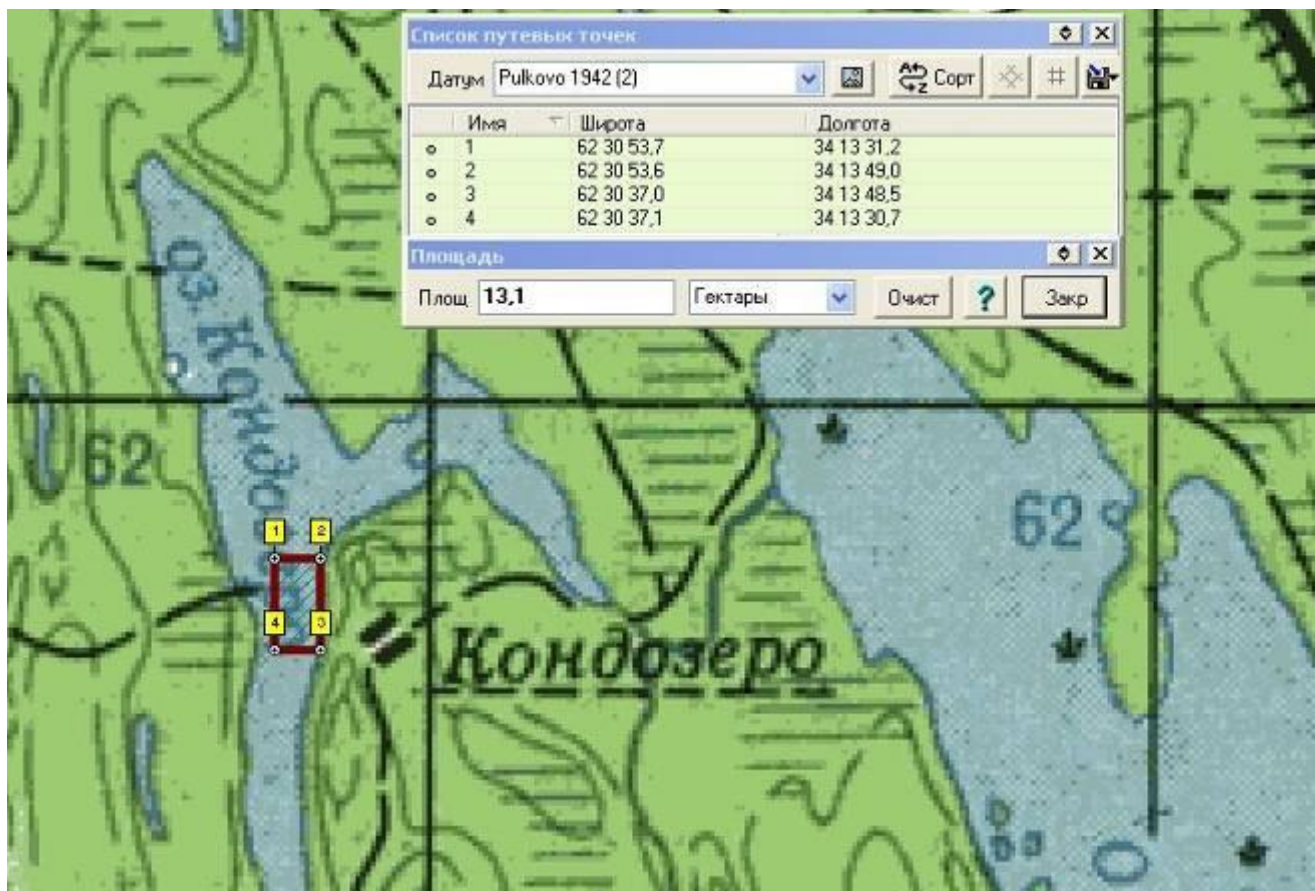 Список путевых точек
Датум Pulkovo 1942 (2) Сорт
Имя Широта Долгота
1 62 30 53,7 34 13 31,2
2 62 30 53,6 34 13 49,0
3 62 30 37,0 34 13 48,5
4 62 30 37,1 34 13 30,7
Площадь
Площ 13,1 Гектары Очист ? Закр
оз. Кондо
62
62
1 2
4 3
Кондозеро
О